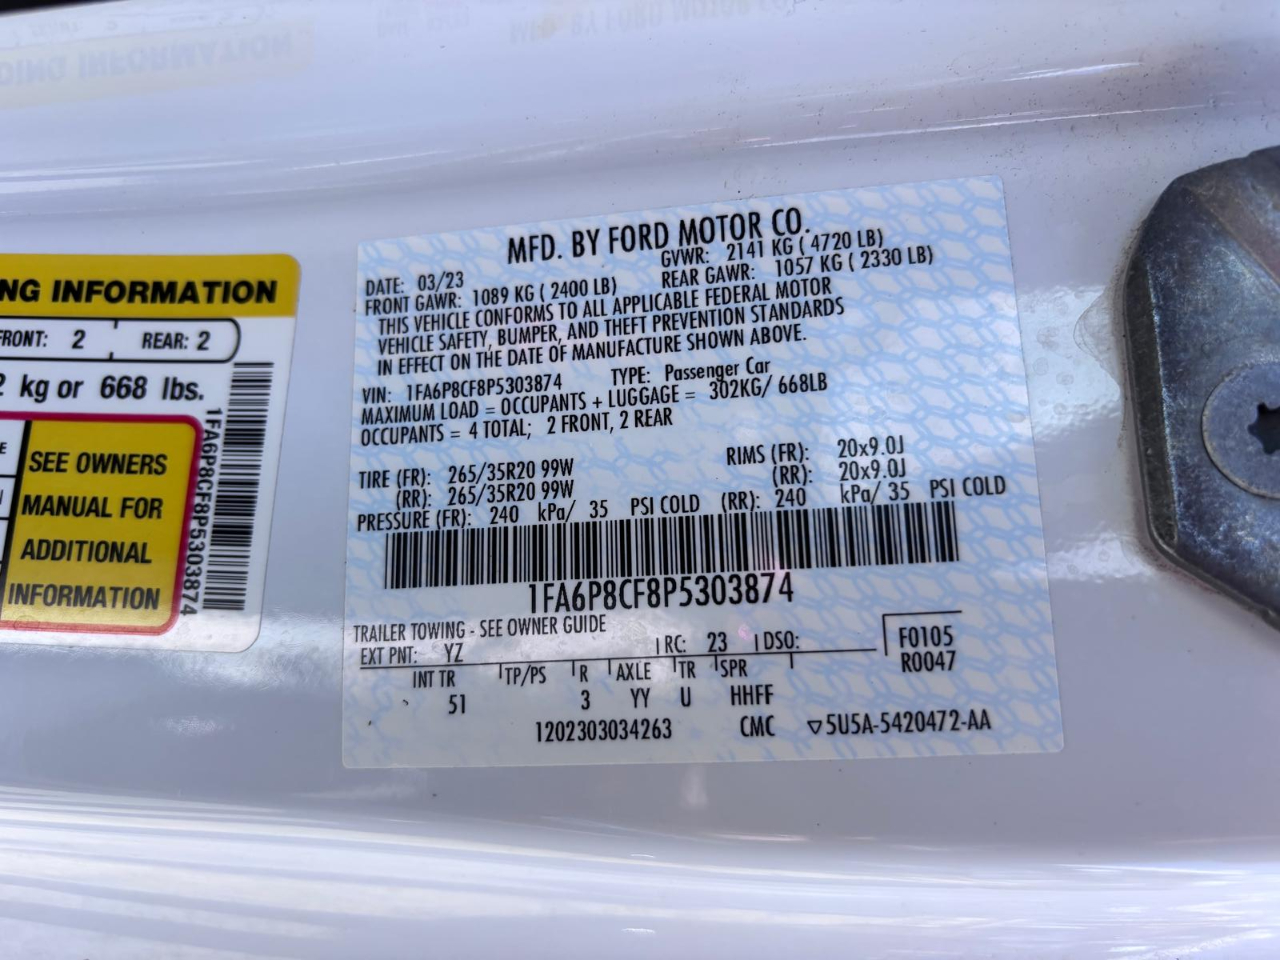 NG INFORMATION
FRONT: 2 REAR: 2
2 kg or 668 lbs.
SEE OWNERS
MANUAL FOR
ADDITIONAL
INFORMATION
1FA6P8CF8P5303874
MFD. BY FORD MOTOR CO.
DATE: 03/23 GVWR: 2141 KG ( 4720 LB)
FRONT GAWR: 1089 KG ( 2400 LB) REAR GAWR: 1057 KG ( 2330 LB)
THIS VEHICLE CONFORMS TO ALL APPLICABLE FEDERAL MOTOR
VEHICLE SAFETY, BUMPER, AND THEFT PREVENTION STANDARDS
IN EFFECT ON THE DATE OF MANUFACTURE SHOWN ABOVE.
VIN: 1FA6P8CF8P5303874 TYPE: Passenger Car
MAXIMUM LOAD = OCCUPANTS + LUGGAGE = 302KG/ 668LB
OCCUPANTS = 4 TOTAL; 2 FRONT, 2 REAR
TIRE (FR): 265/35R20 99W RIMS (FR): 20x9.0J
(RR): 265/35R20 99W (RR): 20x9.0J
PRESSURE (FR): 240 kPa/ 35 PSI COLD (RR): 240 kPa/ 35 PSI COLD
1FA6P8CF8P5303874
TRAILER TOWING - SEE OWNER GUIDE
EXT PNT: YZ RC: 23 DSO: F0105
R0047
INT TR TP/PS R AXLE TR SPR
51 3 YY U HHFF
1202303034263 CMC ▽5U5A-5420472-AA